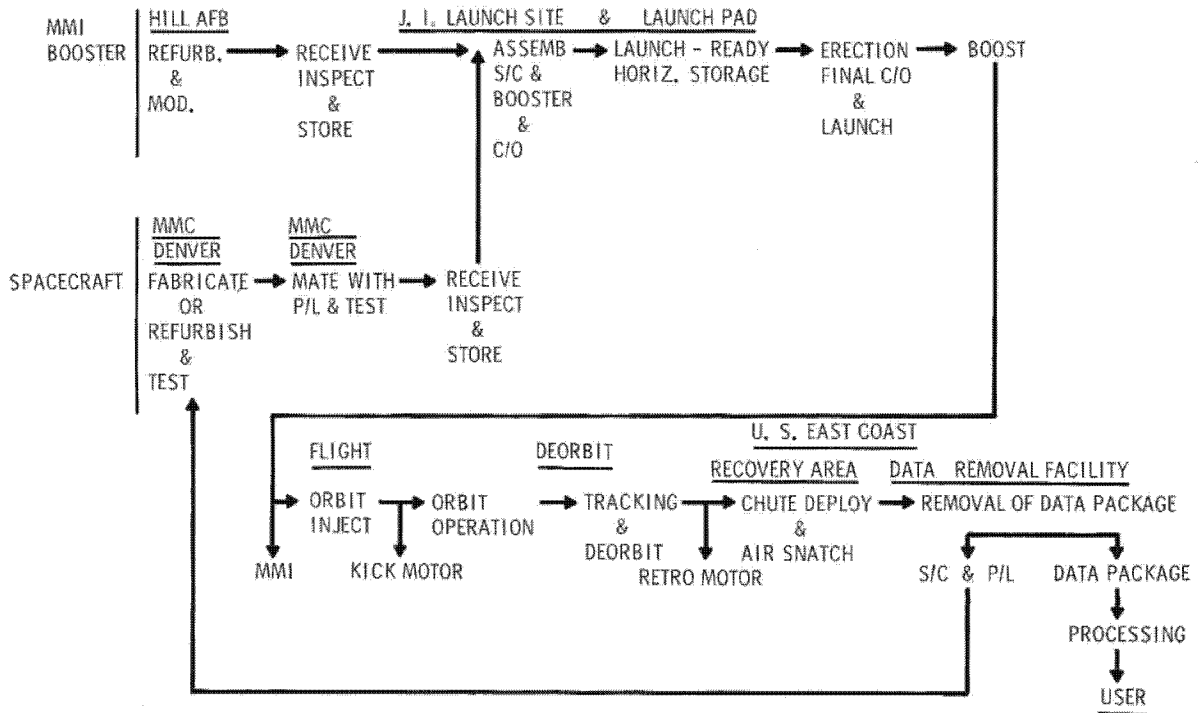 MMI
BOOSTER
HILL AFB
REFURB.
&
MOD.
RECEIVE
INSPECT
&
STORE
J. I. LAUNCH SITE & LAUNCH PAD
ASSEMB
S/C &
BOOSTER
&
C/O
LAUNCH - READY
HORIZ. STORAGE
ERECTION
FINAL C/O
&
LAUNCH
BOOST
SPACECRAFT
MMC
DENVER
FABRICATE
OR
REFURBISH
&
TEST
MMC
DENVER
MATE WITH
P/L & TEST
RECEIVE
INSPECT
&
STORE
FLIGHT
ORBIT
INJECT
MMI
KICK MOTOR
ORBIT
OPERATION
DEORBIT
TRACKING
&
DEORBIT
RETRO MOTOR
U. S. EAST COAST
RECOVERY AREA
CHUTE DEPLOY
&
AIR SNATCH
DATA REMOVAL FACILITY
REMOVAL OF DATA PACKAGE
S/C & P/L
DATA PACKAGE
PROCESSING
USER